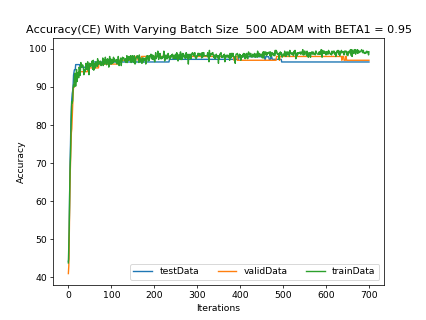 Accuracy(CE) With Varying Batch Size  500 ADAM with BETA1 = 0.95
100
90
80
70
60
50
40
Accuracy
0 100 200 300 400 500 600 700
Iterations
testData validData trainData